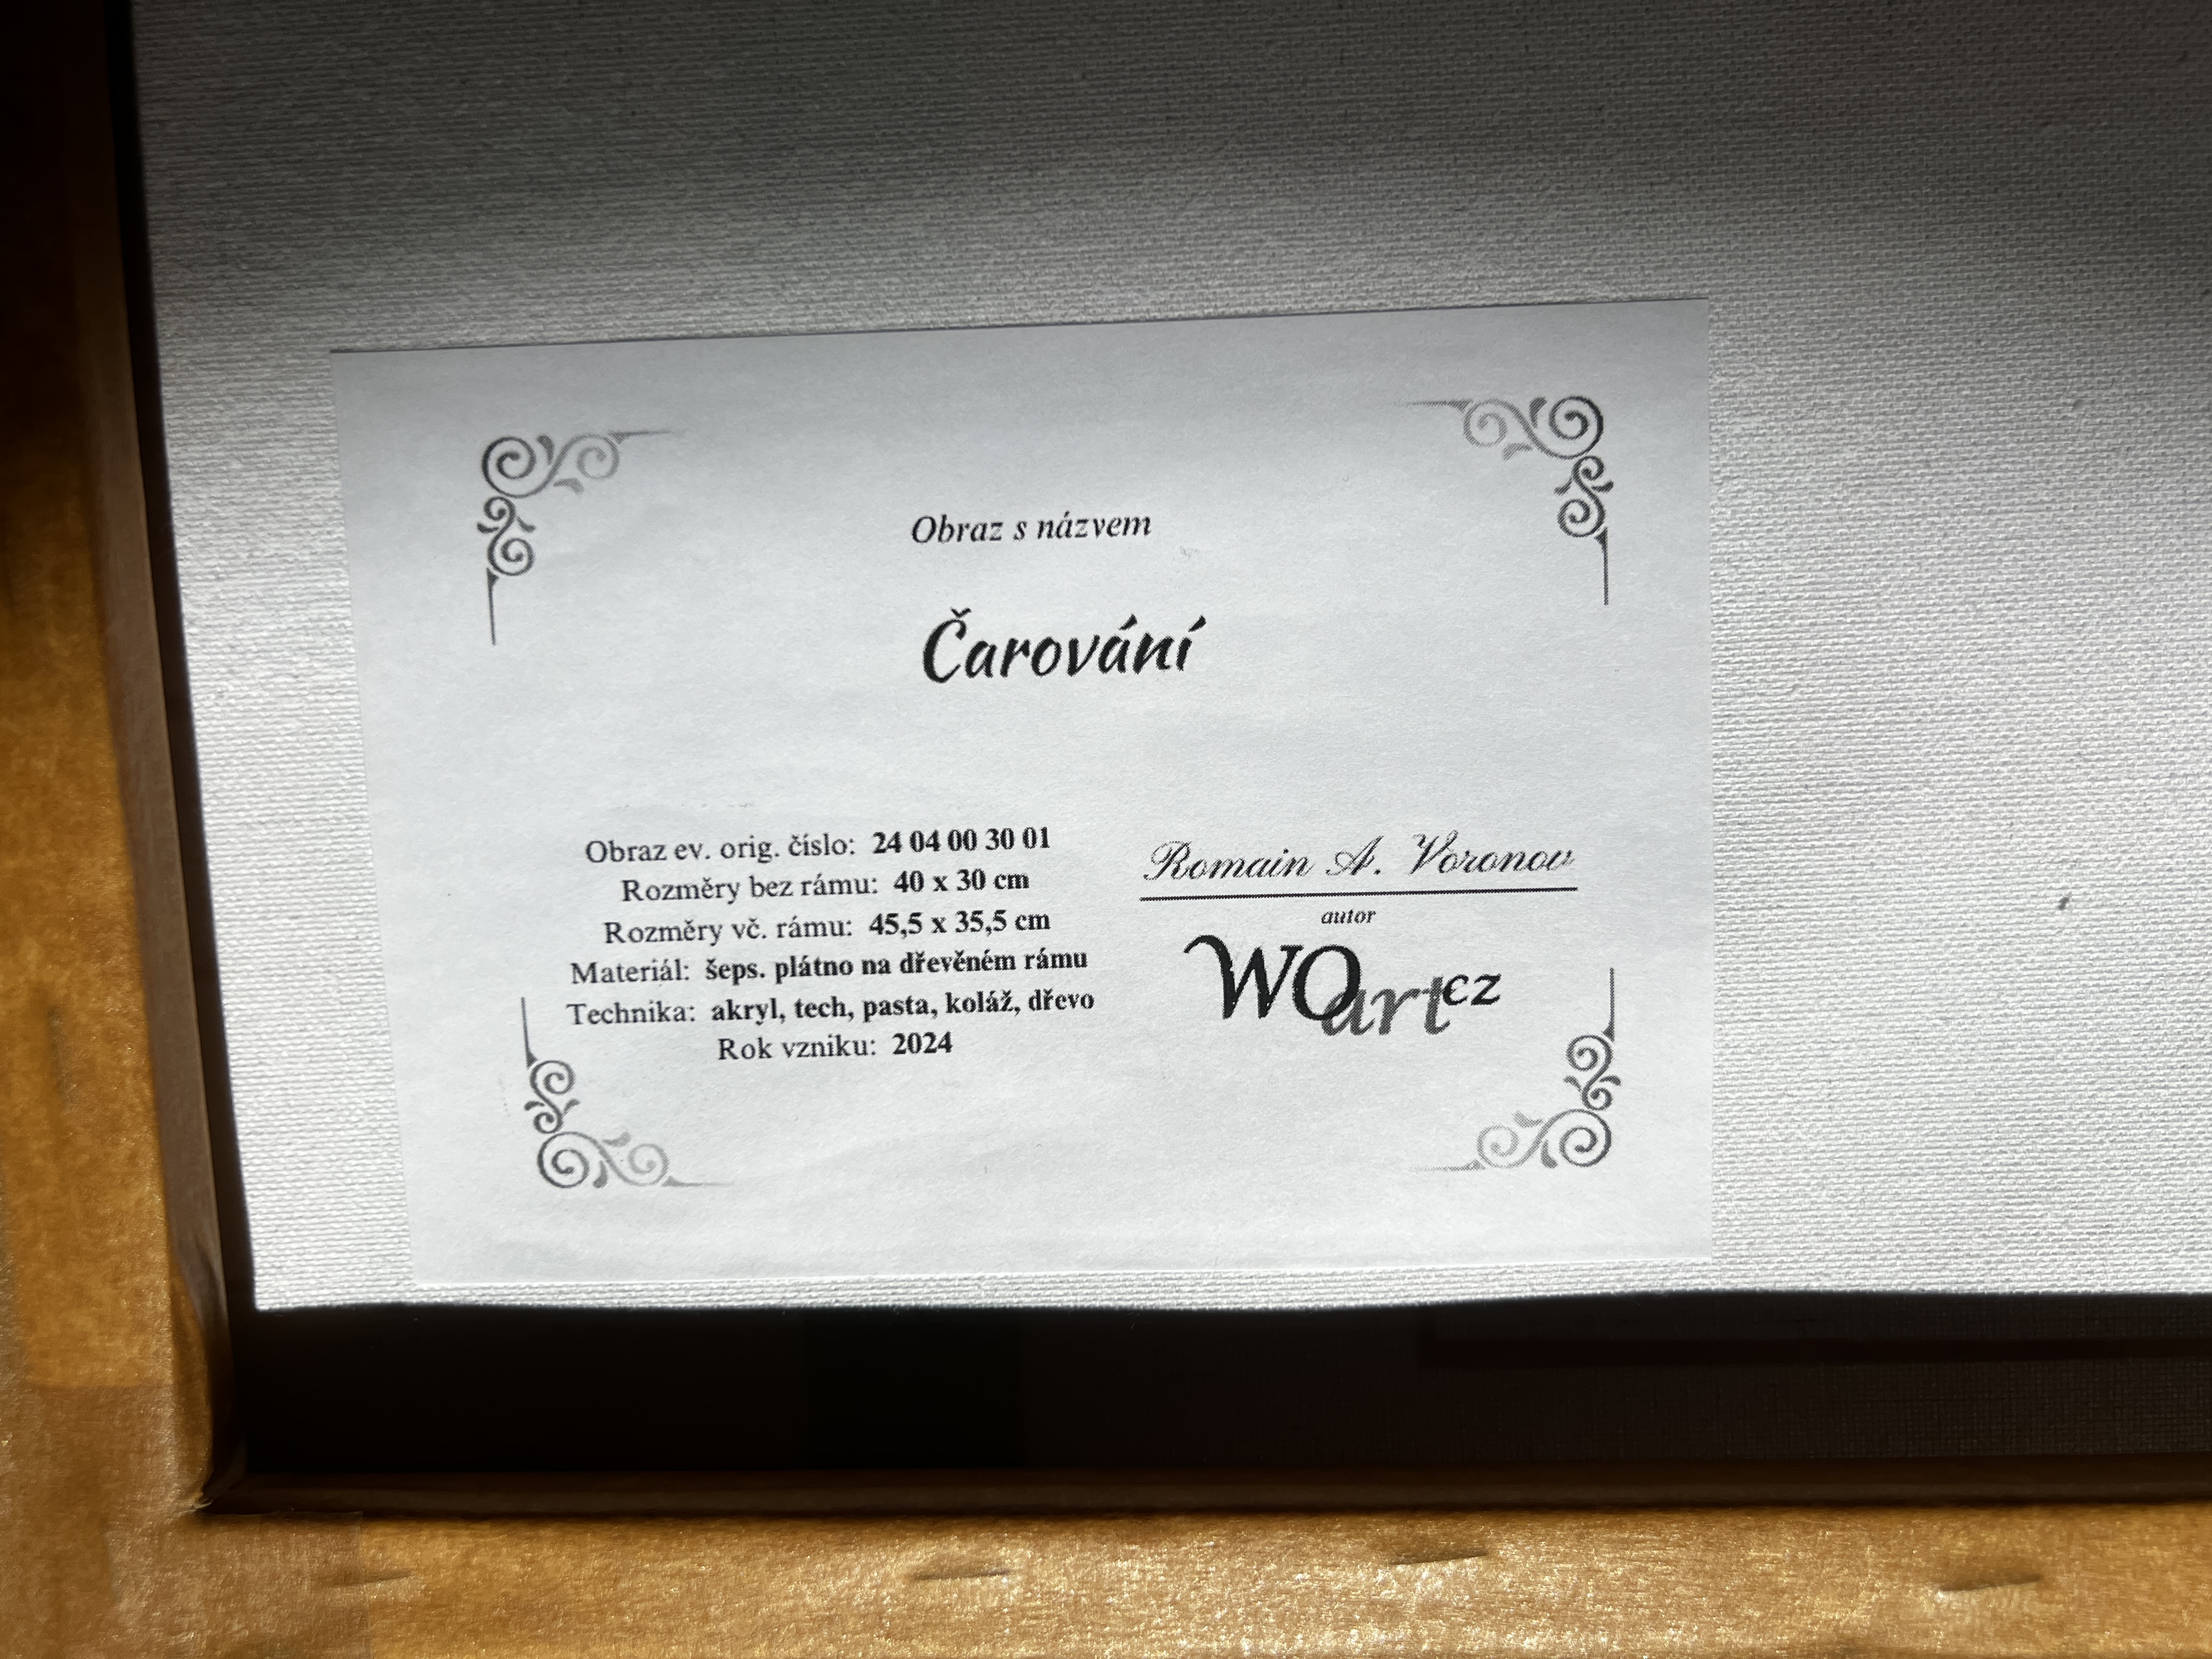 Obraz s názvem
Čarování
Obraz ev. orig. číslo: 24 04 00 30 01
Rozměry bez rámu: 40 x 30 cm
Rozměry vč. rámu: 45,5 x 35,5 cm
Materiál: šeps. plátno na dřevěném rámu
Technika: akryl, tech, pasta, koláž, dřevo
Rok vzniku: 2024
Romain A. Voronov
autor
WOartcz